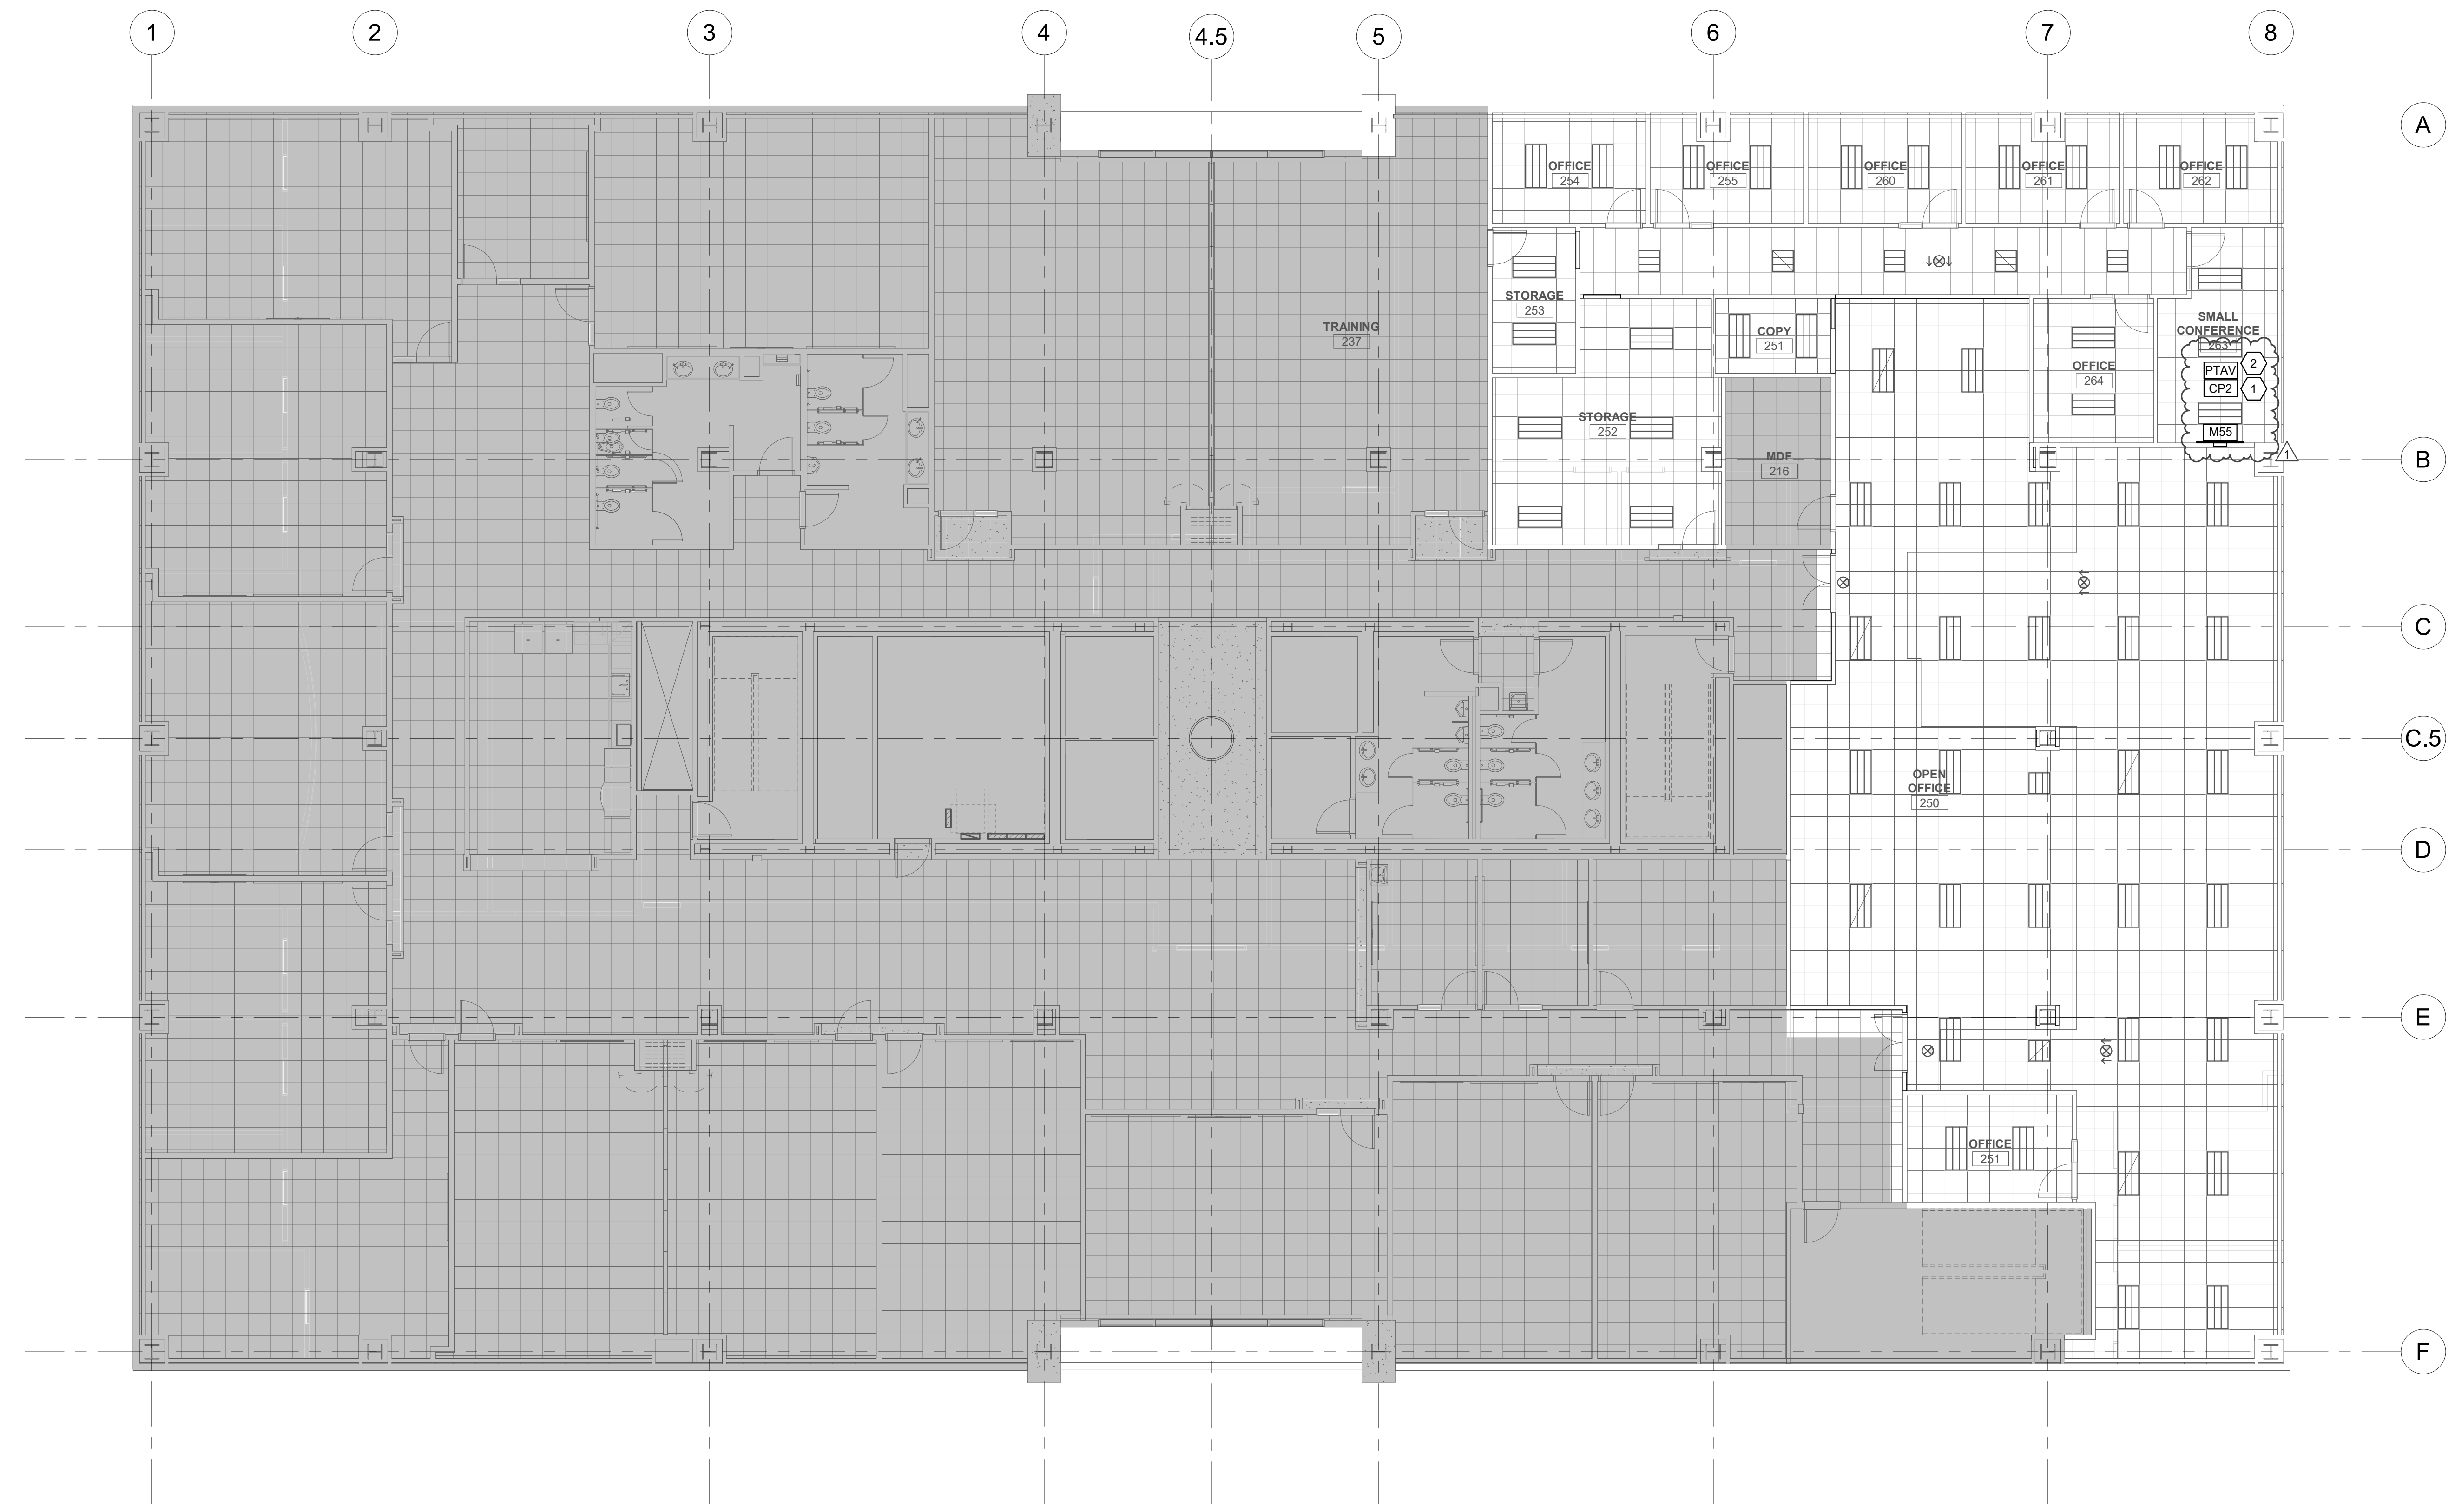 1 2 3 4 4.5 5 6 7 8
A
OFFICE OFFICE OFFICE OFFICE OFFICE
254 255 260 261 262
STORAGE
253
TRAINING
237
COPY
251
SMALL
CONFERENCE
263
OFFICE
264
PTAV 2
CP2 1
M55
1
STORAGE
252
MDF
216
B
C
C.5
OPEN
OFFICE
250
D
E
OFFICE
251
F